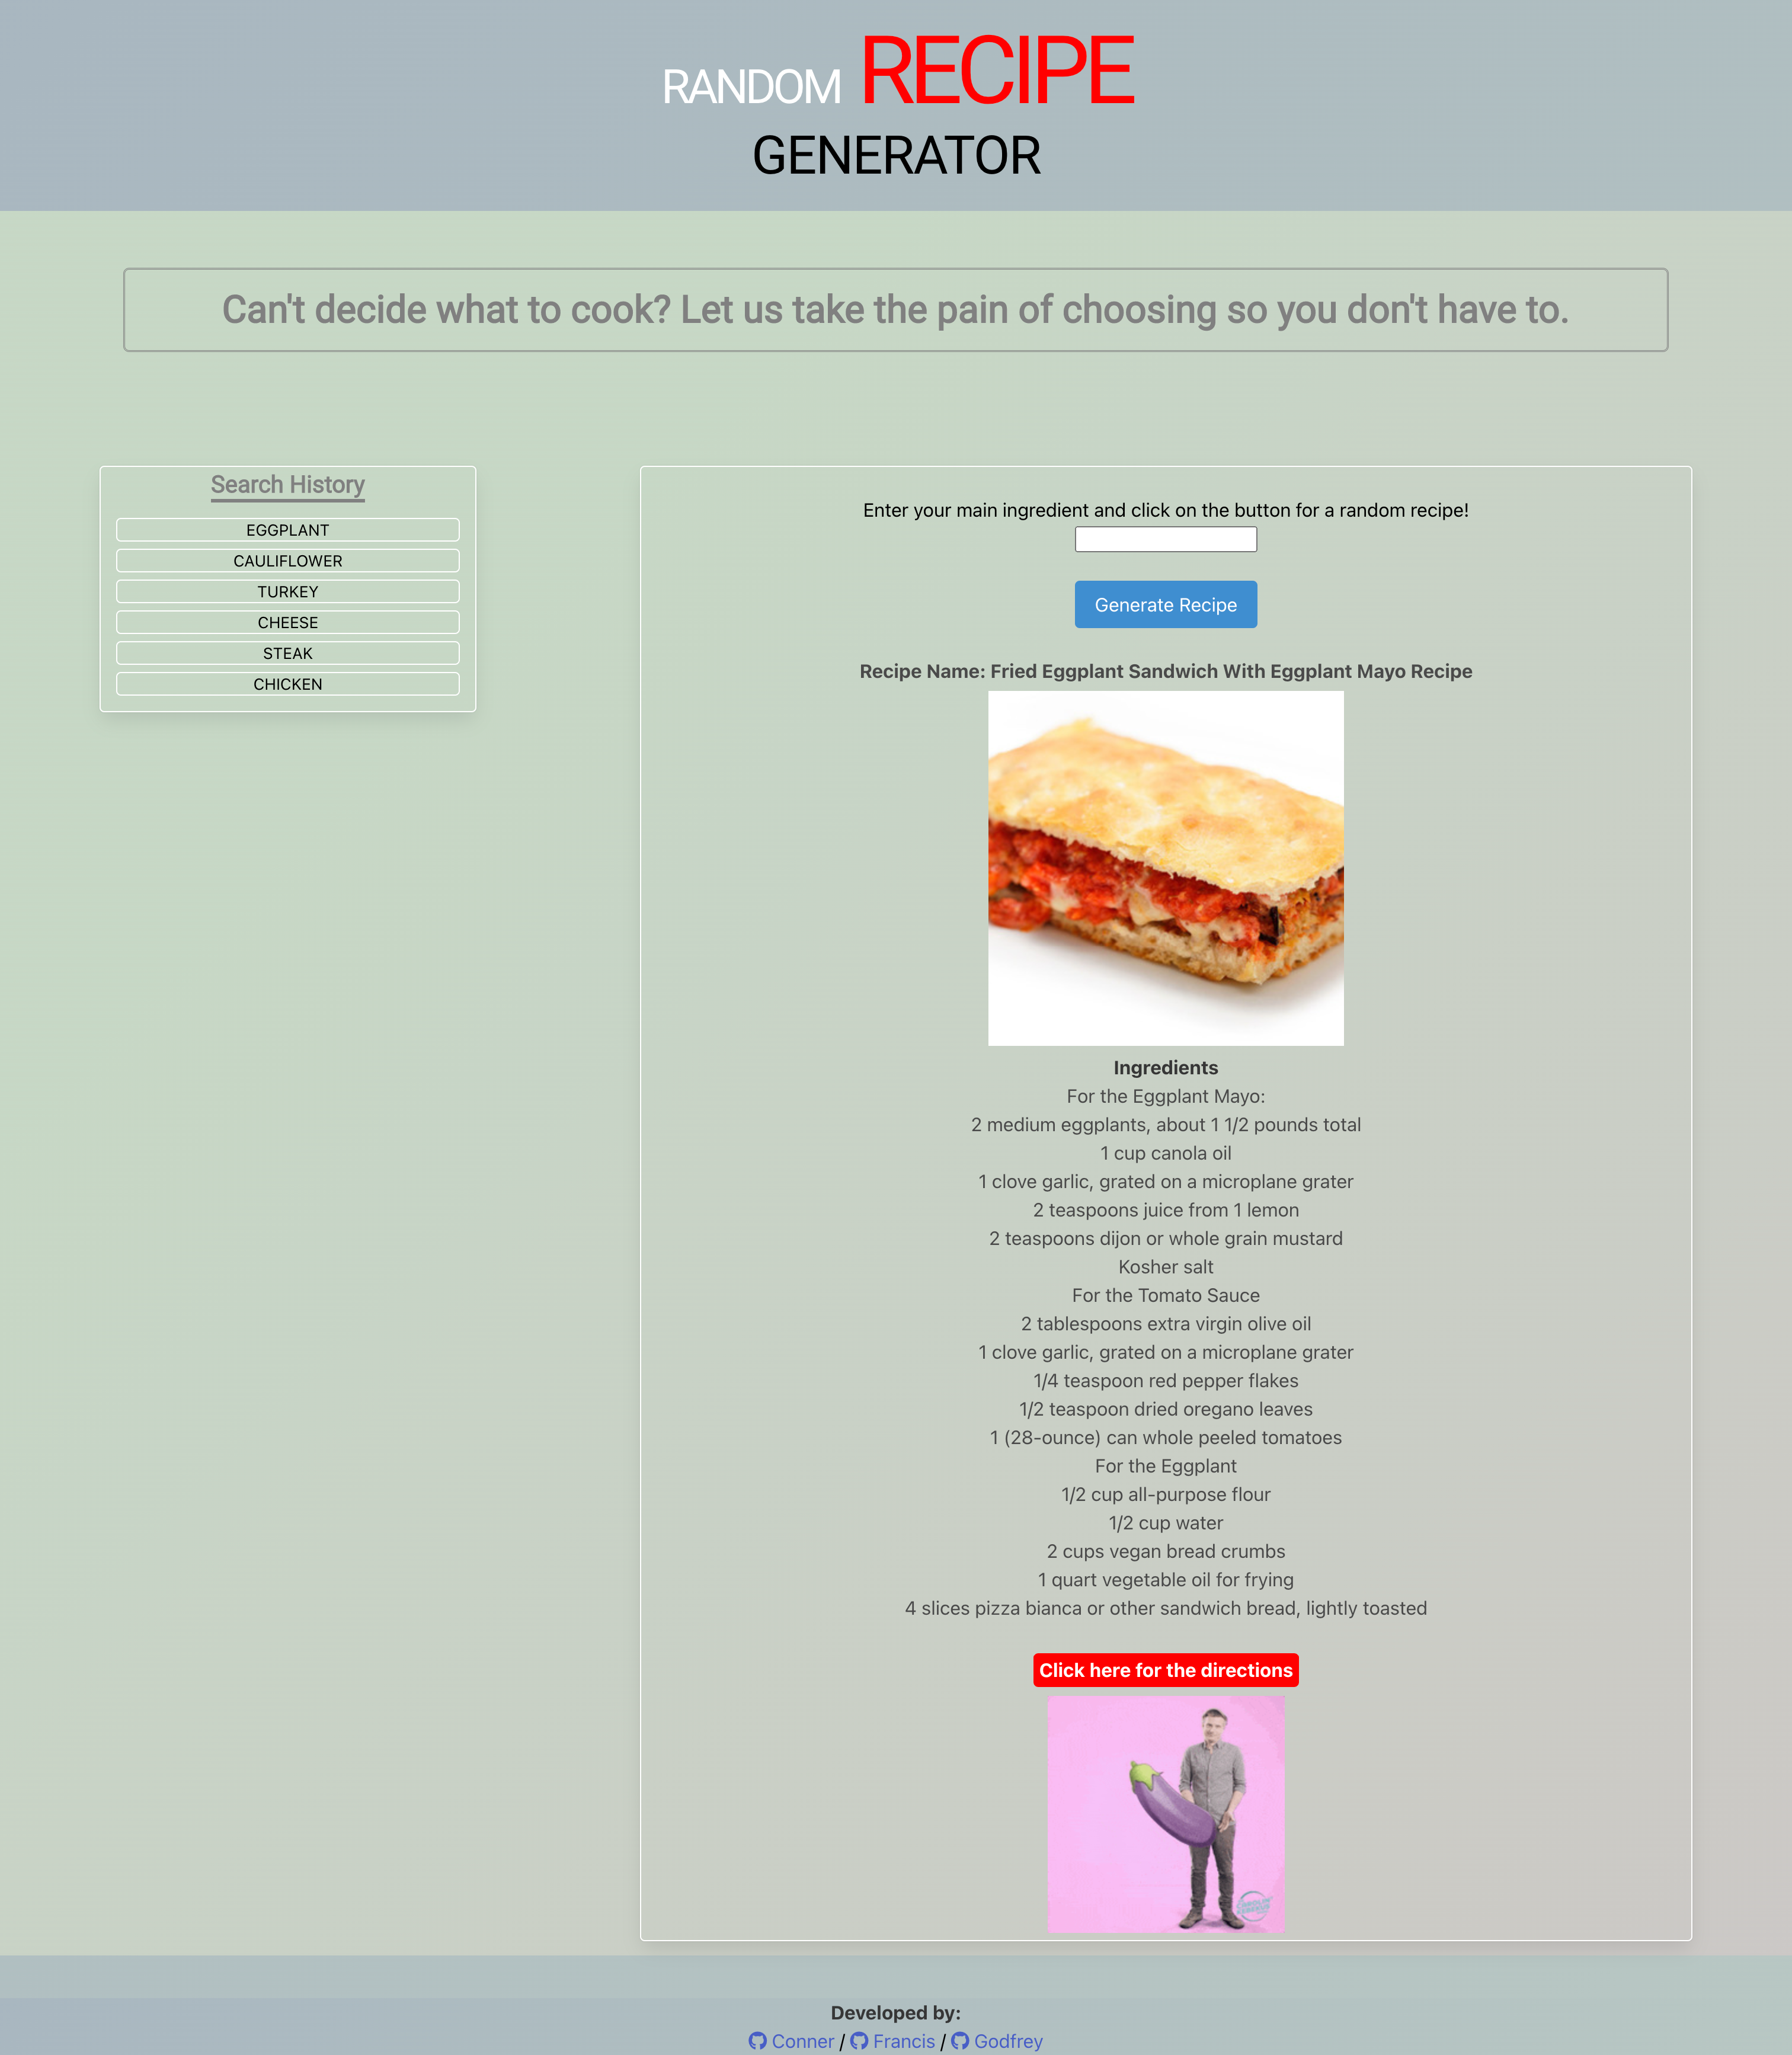 RANDOM RECIPE
GENERATOR
Can't decide what to cook? Let us take the pain of choosing so you don't have to.
Search History
EGGPLANT
CAULIFLOWER
TURKEY
CHEESE
STEAK
CHICKEN
Enter your main ingredient and click on the button for a random recipe!
Generate Recipe
Recipe Name: Fried Eggplant Sandwich With Eggplant Mayo Recipe
Ingredients
For the Eggplant Mayo:
2 medium eggplants, about 1 1/2 pounds total
1 cup canola oil
1 clove garlic, grated on a microplane grater
2 teaspoons juice from 1 lemon
2 teaspoons dijon or whole grain mustard
Kosher salt
For the Tomato Sauce
2 tablespoons extra virgin olive oil
1 clove garlic, grated on a microplane grater
1/4 teaspoon red pepper flakes
1/2 teaspoon dried oregano leaves
1 (28-ounce) can whole peeled tomatoes
For the Eggplant
1/2 cup all-purpose flour
1/2 cup water
2 cups vegan bread crumbs
1 quart vegetable oil for frying
4 slices pizza bianca or other sandwich bread, lightly toasted
Click here for the directions
Developed by:
Conner / Francis / Godfrey